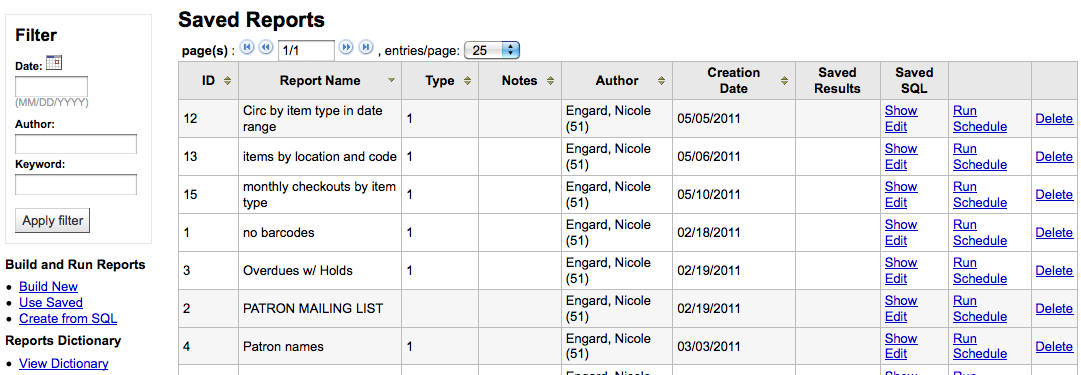 Filter
Date:
(MM/DD/YYYY)
Author:
Keyword:
Apply filter
Build and Run Reports
Build New
Use Saved
Create from SQL
Reports Dictionary
View Dictionary
Saved Reports
page(s) : 1/1 , entries/page: 25
ID Report Name Type Notes Author Creation Date Saved Results Saved SQL
12 Circ by item type in date range 1 Engard, Nicole (51) 05/05/2011 Show Edit Run Schedule Delete
13 items by location and code 1 Engard, Nicole (51) 05/06/2011 Show Edit Run Schedule Delete
15 monthly checkouts by item type 1 Engard, Nicole (51) 05/10/2011 Show Edit Run Schedule Delete
1 no barcodes 1 Engard, Nicole (51) 02/18/2011 Show Edit Run Schedule Delete
3 Overdues w/ Holds 1 Engard, Nicole (51) 02/19/2011 Show Edit Run Schedule Delete
2 PATRON MAILING LIST Engard, Nicole (51) 02/19/2011 Show Edit Run Schedule Delete
4 Patron names 1 Engard, Nicole (51) 03/03/2011 Show Edit Run Schedule Delete